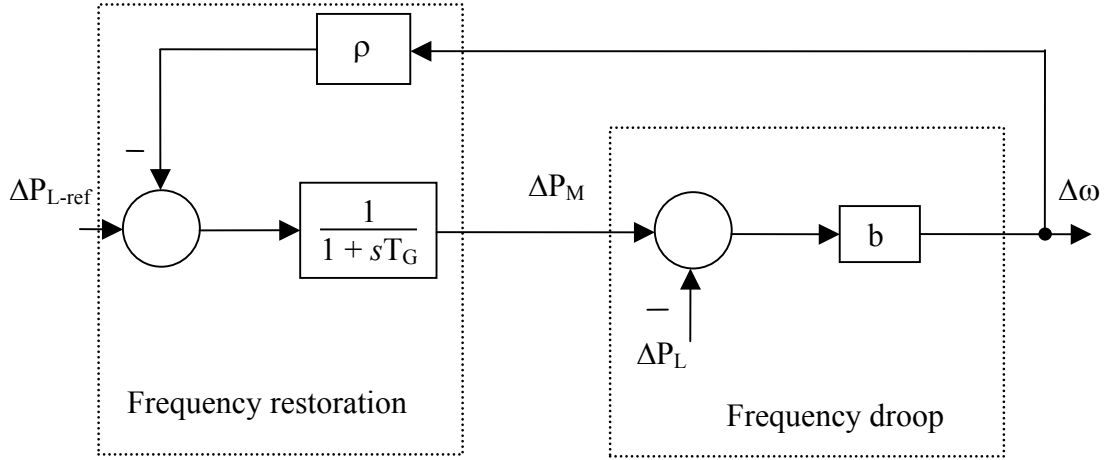 ρ
–
ΔP_L-ref
1
1 + sT_G
ΔP_M
b
Δω
–
ΔP_L
Frequency restoration
Frequency droop